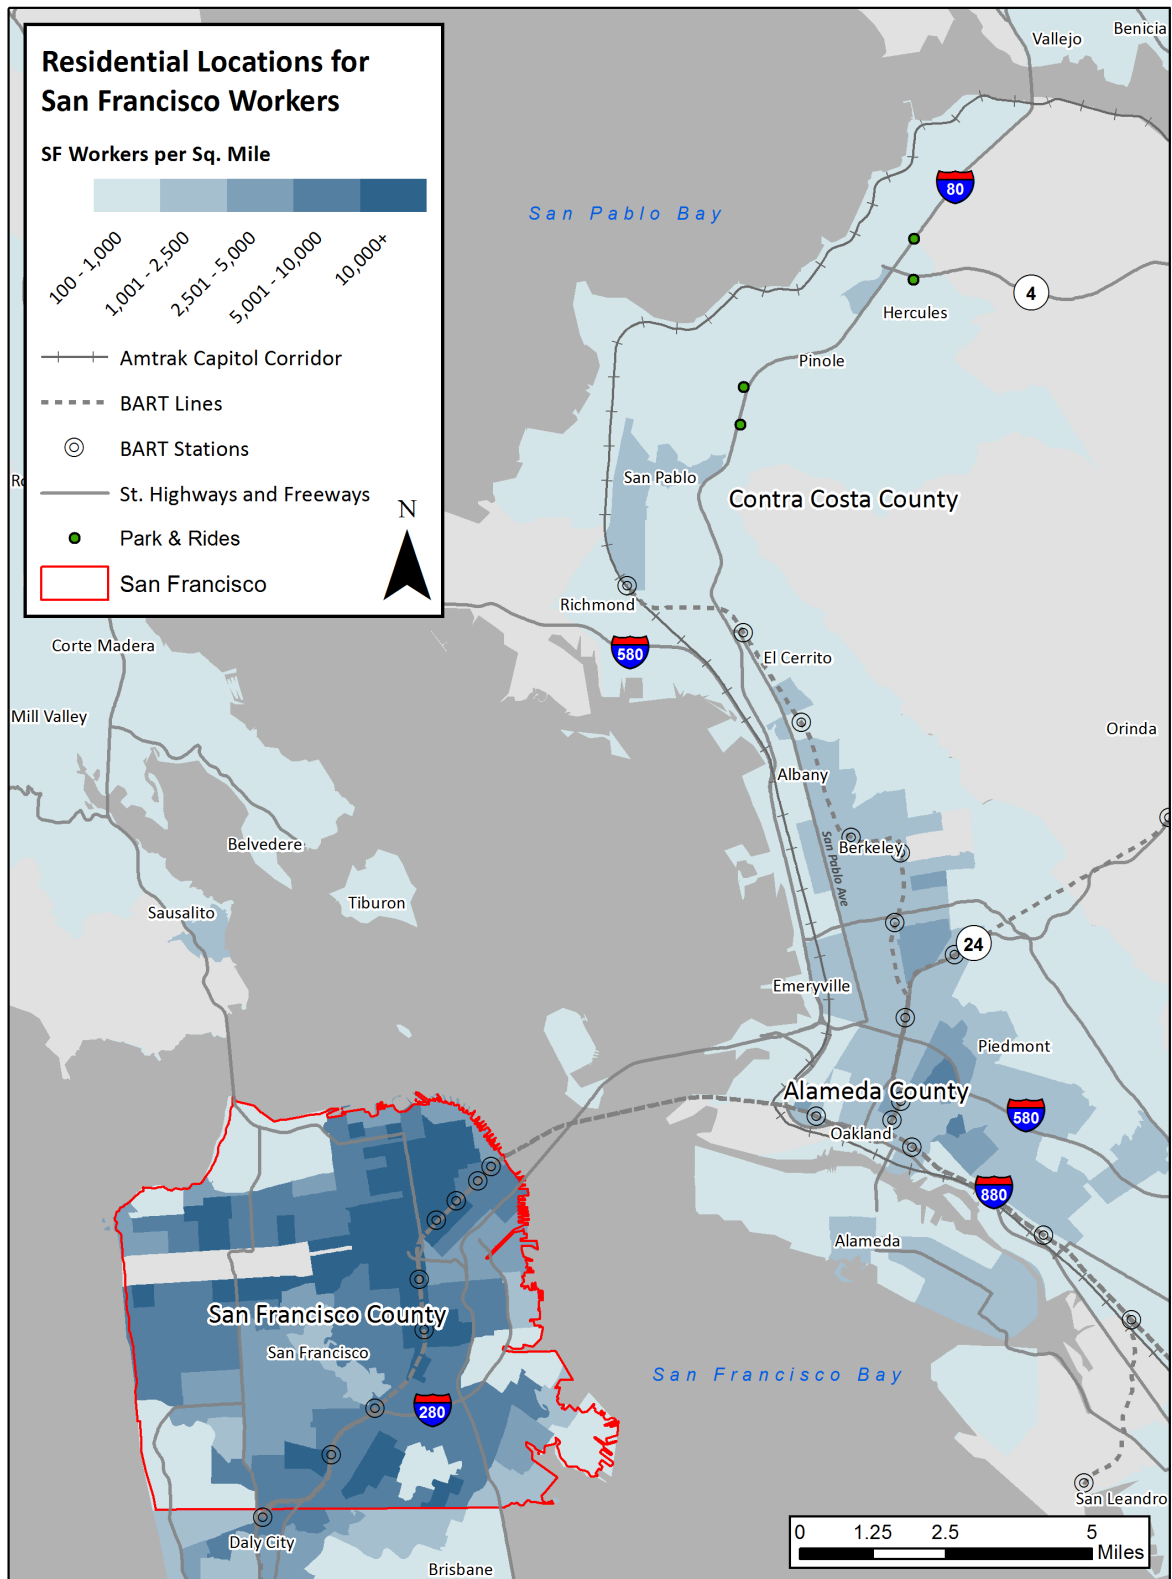 Residential Locations for
San Francisco Workers
SF Workers per Sq. Mile
100 - 1,000
1,001 - 2,500
2,501 - 5,000
5,001 - 10,000
10,000+
Amtrak Capitol Corridor
BART Lines
BART Stations
St. Highways and Freeways
Park & Rides
San Francisco
N
Vallejo
Benicia
80
San Pablo Bay
4
Hercules
Pinole
San Pablo
Contra Costa County
Richmond
580
El Cerrito
Corte Madera
Mill Valley
Orinda
Albany
Belvedere
San Pablo Ave
Berkeley
Tiburon
Sausalito
24
Emeryville
Piedmont
Alameda County
580
Oakland
880
Alameda
San Francisco County
San Francisco
San Francisco Bay
280
San Leandro
Daly City
Brisbane
0
1.25
2.5
5
Miles